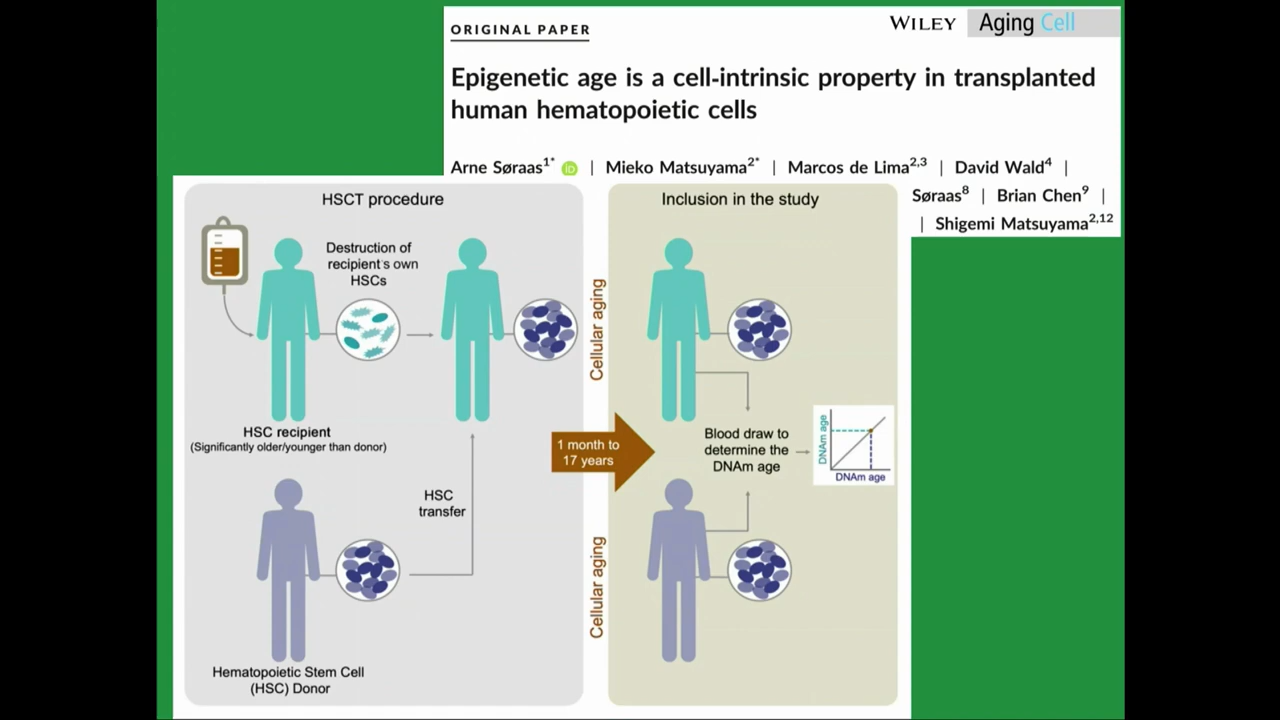 ORIGINAL PAPER
WILEY Aging Cell
Epigenetic age is a cell-intrinsic property in transplanted
human hematopoietic cells
Arne Søraas1* iD | Mieko Matsuyama2* | Marcos de Lima2,3 | David Wald4 |
Søraas8 | Brian Chen9 |
| Shigemi Matsuyama2,12
HSCT procedure
Destruction of
recipient's own
HSCs
HSC recipient
(Significantly older/younger than donor)
HSC
transfer
Hematopoietic Stem Cell
(HSC) Donor
Cellular aging
1 month to
17 years
Cellular aging
Inclusion in the study
Blood draw to
determine the
DNAm age
DNAm age
DNAm age